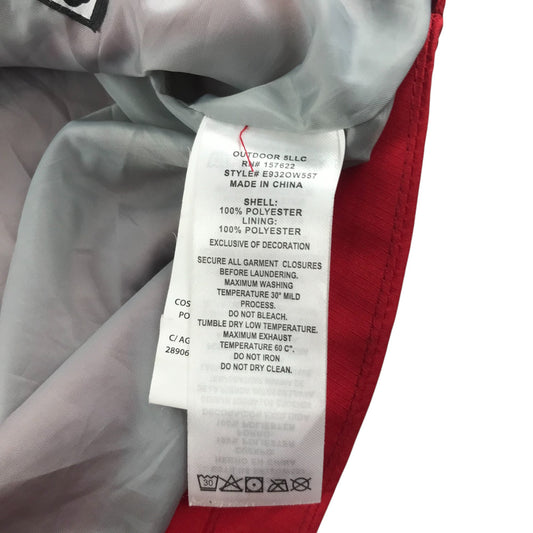 OUTDOOR 5LLC
RN# 157622
STYLE# E932OW557
MADE IN CHINA
SHELL:
100% POLYESTER
LINING:
100% POLYESTER
EXCLUSIVE OF DECORATION
SECURE ALL GARMENT CLOSURES
BEFORE LAUNDERING.
MAXIMUM WASHING
TEMPERATURE 30° MILD
PROCESS.
DO NOT BLEACH.
TUMBLE DRY LOW TEMPERATURE.
MAXIMUM EXHAUST
TEMPERATURE 60 C°.
DO NOT IRON
DO NOT DRY CLEAN.
COS
PO
C/ AG
28906
30